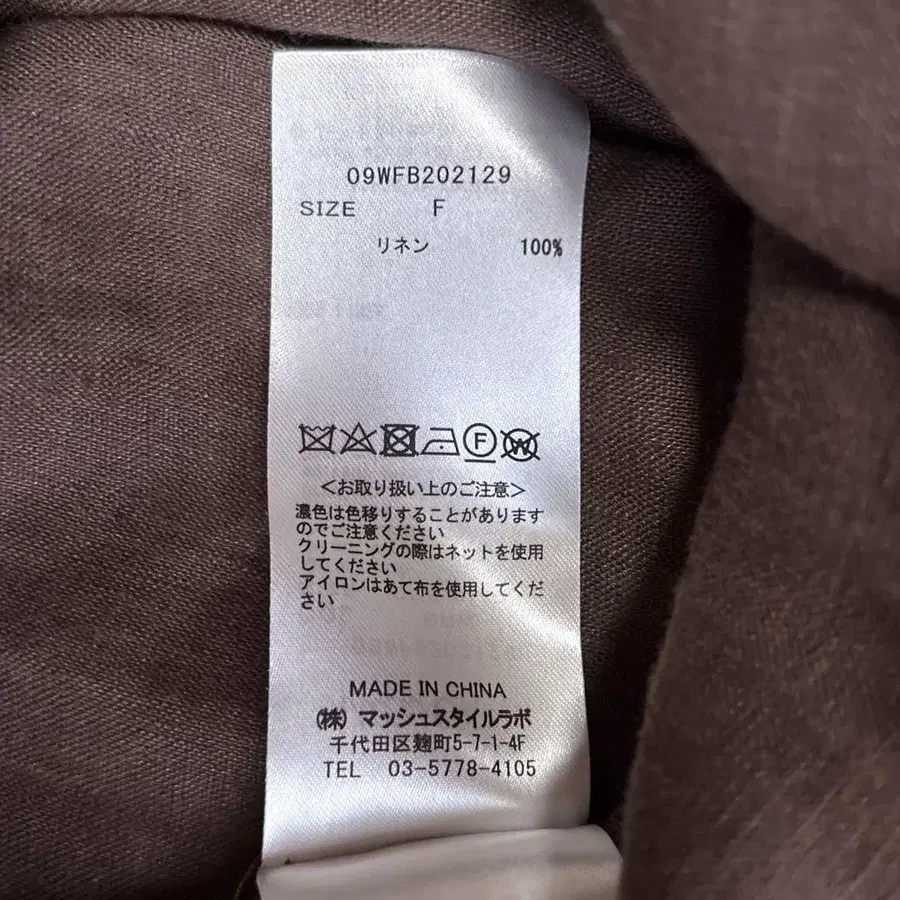 09WFB202129
SIZE F
リネン 100%
F W
＜お取り扱い上のご注意＞
濃色は色移りすることがあります
のでご注意ください
クリーニングの際はネットを使用
してください
アイロンはあて布を使用してくだ
さい
MADE IN CHINA
㈱ マッシュスタイルラボ
千代田区麹町5-7-1-4F
TEL 03-5778-4105